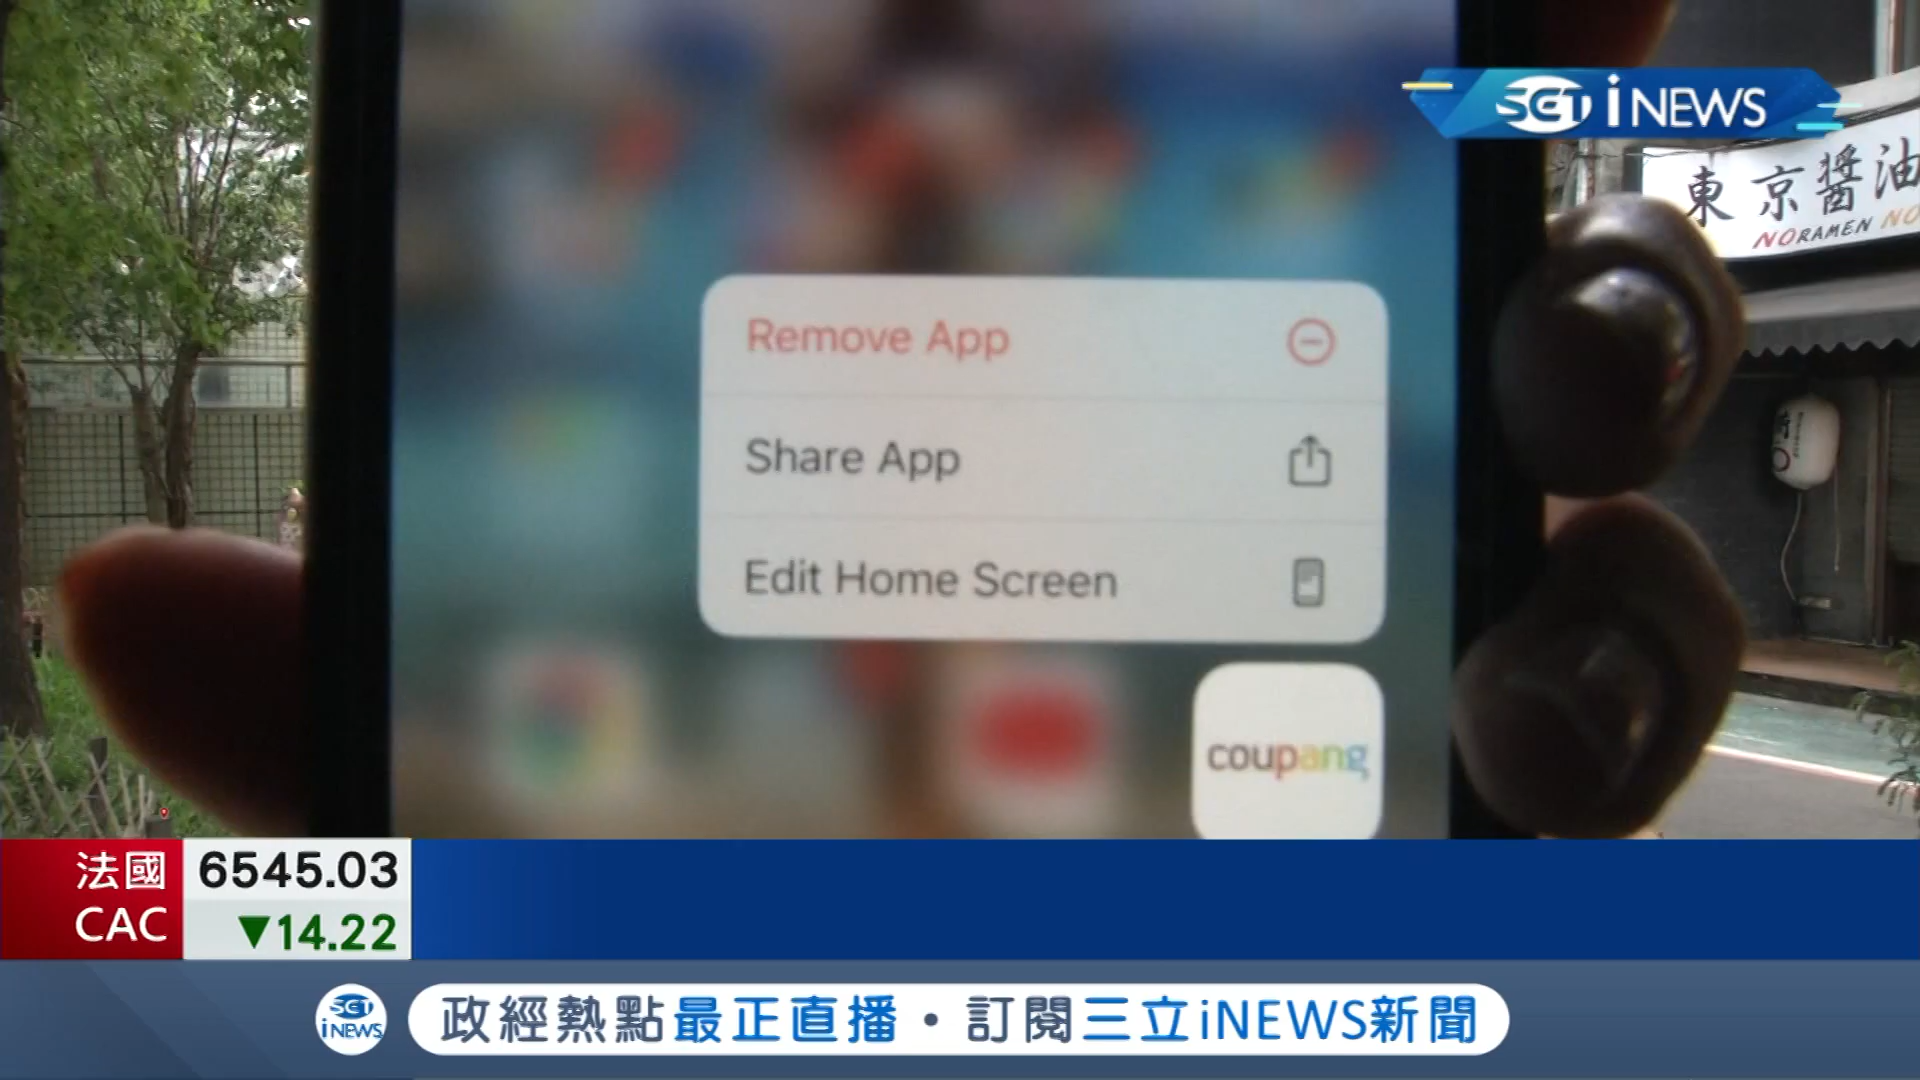 SET iNEWS
東京醬油
NORAMEN NO
Remove App
Share App
Edit Home Screen
coupang
法國
CAC
6545.03
▼14.22
SET
iNEWS
政經熱點最正直播・訂閱三立iNEWS新聞